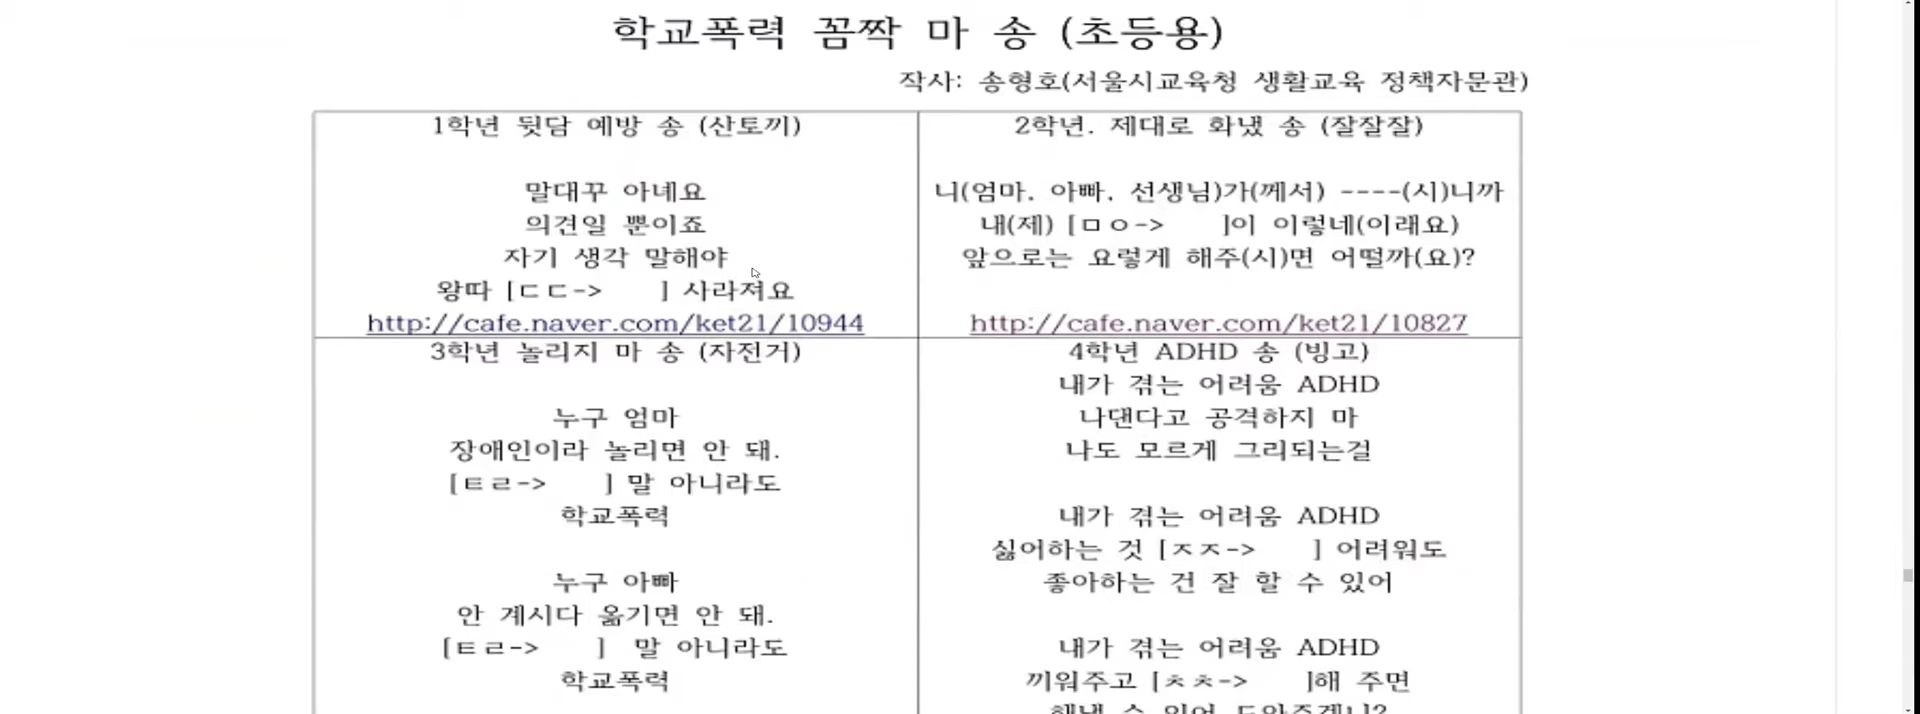 학교폭력 꼼짝 마 송 (초등용)
작사: 송형호(서울시교육청 생활교육 정책자문관)
1학년 뒷담 예방 송 (산토끼)
말대꾸 아녜요
의견일 뿐이죠
자기 생각 말해야
왕따 [ㄷㄷ-> ] 사라져요
http://cafe.naver.com/ket21/10944
2학년. 제대로 화냈 송 (잘잘잘)
니(엄마. 아빠. 선생님)가(께서) ----(시)니까
내(제) [ㅁㅇ-> ]이 이렇네(이래요)
앞으로는 요렇게 해주(시)면 어떨까(요)?
http://cafe.naver.com/ket21/10827
3학년 놀리지 마 송 (자전거)
누구 엄마
장애인이라 놀리면 안 돼.
[ㅌㄹ-> ] 말 아니라도
학교폭력
누구 아빠
안 계시다 옮기면 안 돼.
[ㅌㄹ-> ] 말 아니라도
학교폭력
4학년 ADHD 송 (빙고)
내가 겪는 어려움 ADHD
나댄다고 공격하지 마
나도 모르게 그리되는걸
내가 겪는 어려움 ADHD
싫어하는 것 [ㅈㅈ-> ] 어려워도
좋아하는 건 잘 할 수 있어
내가 겪는 어려움 ADHD
끼워주고 [ㅊㅊ-> ]해 주면